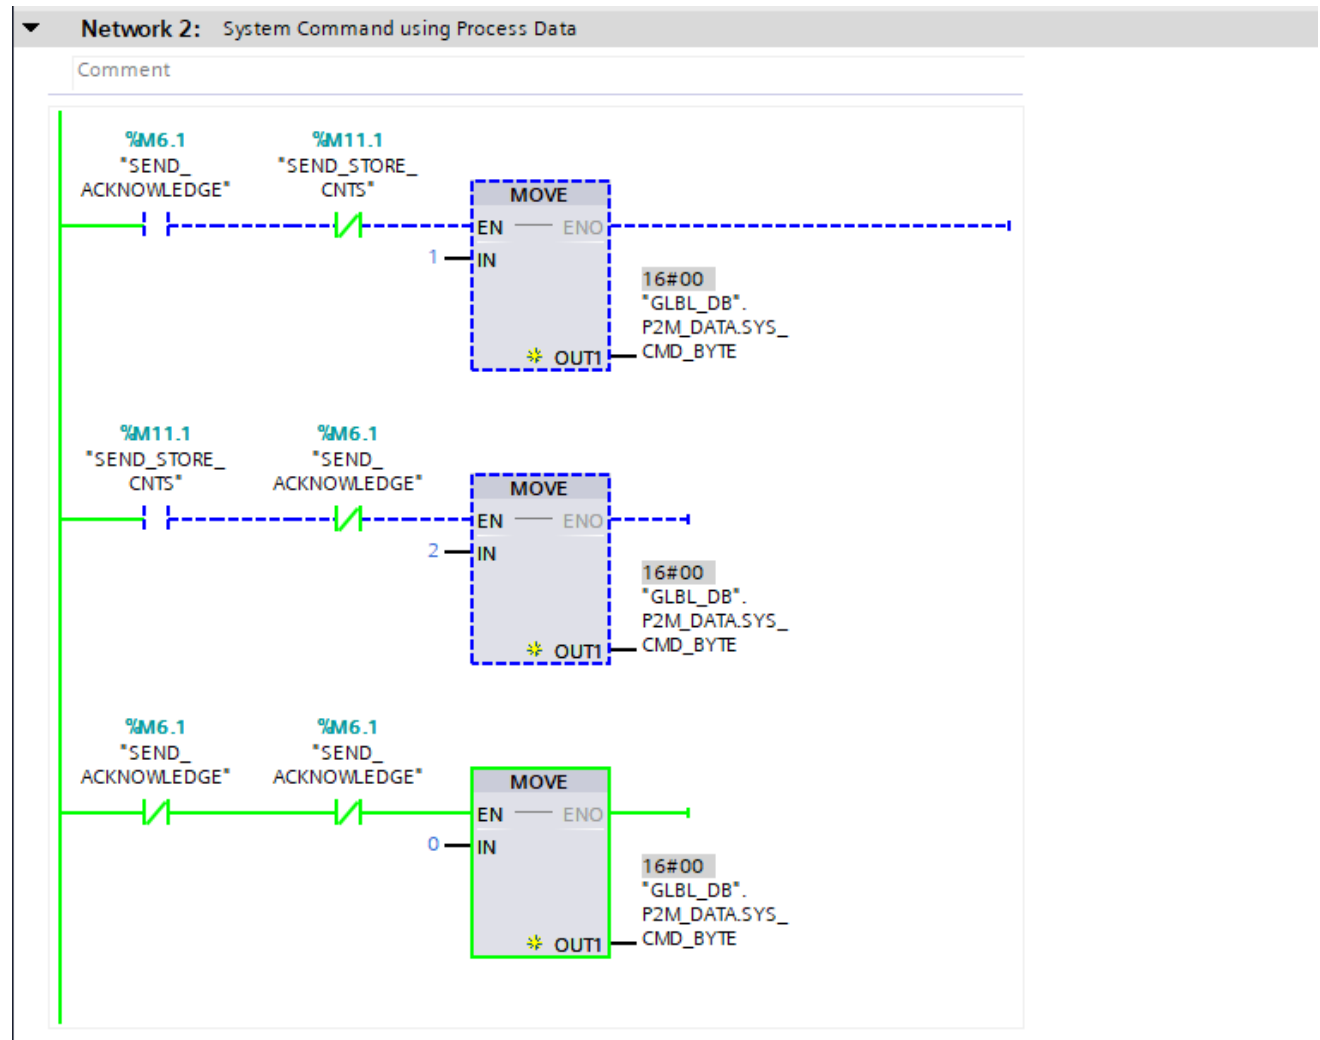 Network 2: System Command using Process Data
Comment
%M6.1
"SEND_
ACKNOWLEDGE"
%M11.1
"SEND_STORE_
CNTS"
MOVE
EN ENO
1 IN
OUT1
16#00
"GLBL_DB".
P2M_DATA.SYS_
CMD_BYTE
%M11.1
"SEND_STORE_
CNTS"
%M6.1
"SEND_
ACKNOWLEDGE"
MOVE
EN ENO
2 IN
OUT1
16#00
"GLBL_DB".
P2M_DATA.SYS_
CMD_BYTE
%M6.1
"SEND_
ACKNOWLEDGE"
%M6.1
"SEND_
ACKNOWLEDGE"
MOVE
EN ENO
0 IN
OUT1
16#00
"GLBL_DB".
P2M_DATA.SYS_
CMD_BYTE